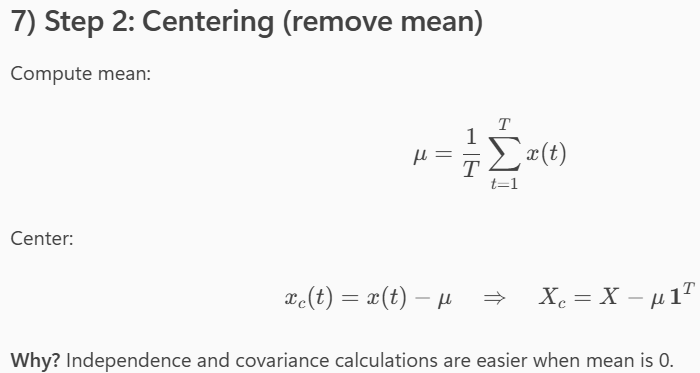 7) Step 2: Centering (remove mean)
Compute mean:
$\mu = \frac{1}{T} \sum_{t=1}^{T} x(t)$
Center:
$x_c(t) = x(t) - \mu \quad \Rightarrow \quad X_c = X - \mu \mathbf{1}^T$
Why? Independence and covariance calculations are easier when mean is 0.